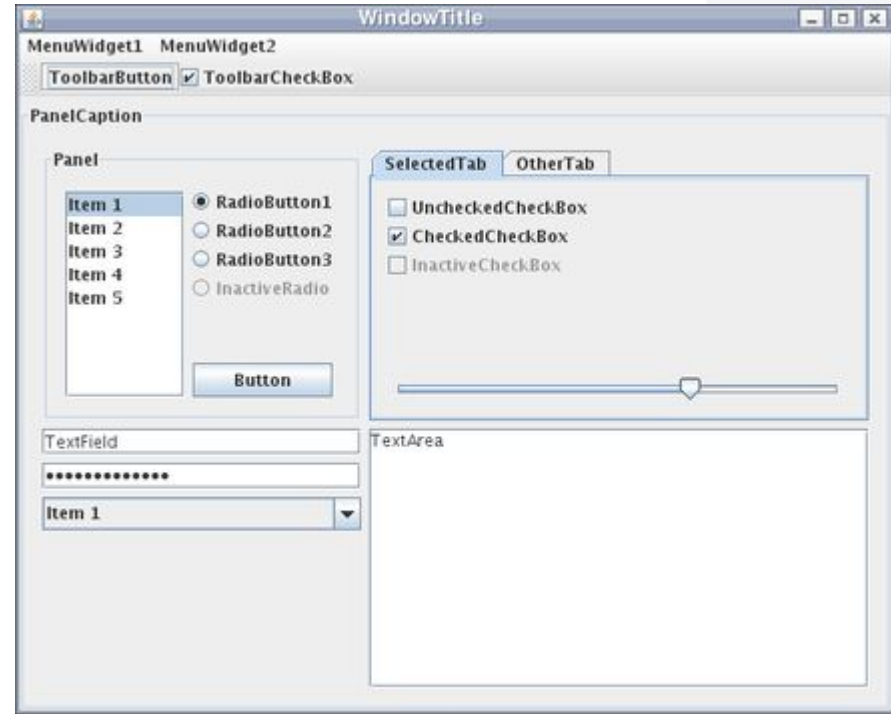 WindowTitle
MenuWidget1 MenuWidget2
ToolbarButton ToolbarCheckBox
PanelCaption
Panel
Item 1
Item 2
Item 3
Item 4
Item 5
RadioButton1
RadioButton2
RadioButton3
InactiveRadio
Button
SelectedTab OtherTab
UncheckedCheckBox
CheckedCheckBox
InactiveCheckBox
TextField
•••••••••••••
Item 1
TextArea